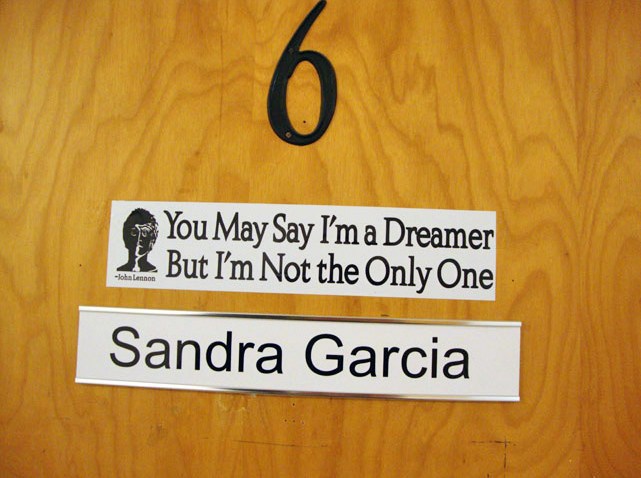 6
You May Say I'm a Dreamer
But I'm Not the Only One
-John Lennon
Sandra Garcia